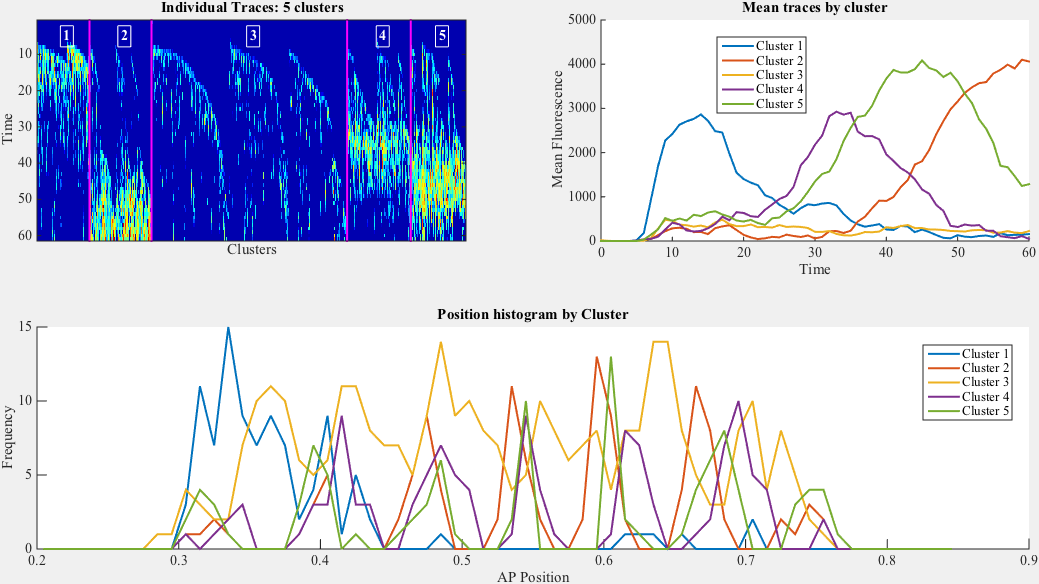 Individual Traces: 5 clusters
1 2 3 4 5
10
20
30
40
50
60
Time
Clusters
Mean traces by cluster
5000
4000
3000
2000
1000
0
Mean Fluorescence
Cluster 1
Cluster 2
Cluster 3
Cluster 4
Cluster 5
0 10 20 30 40 50 60
Time
Position histogram by Cluster
15
10
5
0
Frequency
Cluster 1
Cluster 2
Cluster 3
Cluster 4
Cluster 5
0.2 0.3 0.4 0.5 0.6 0.7 0.8 0.9
AP Position